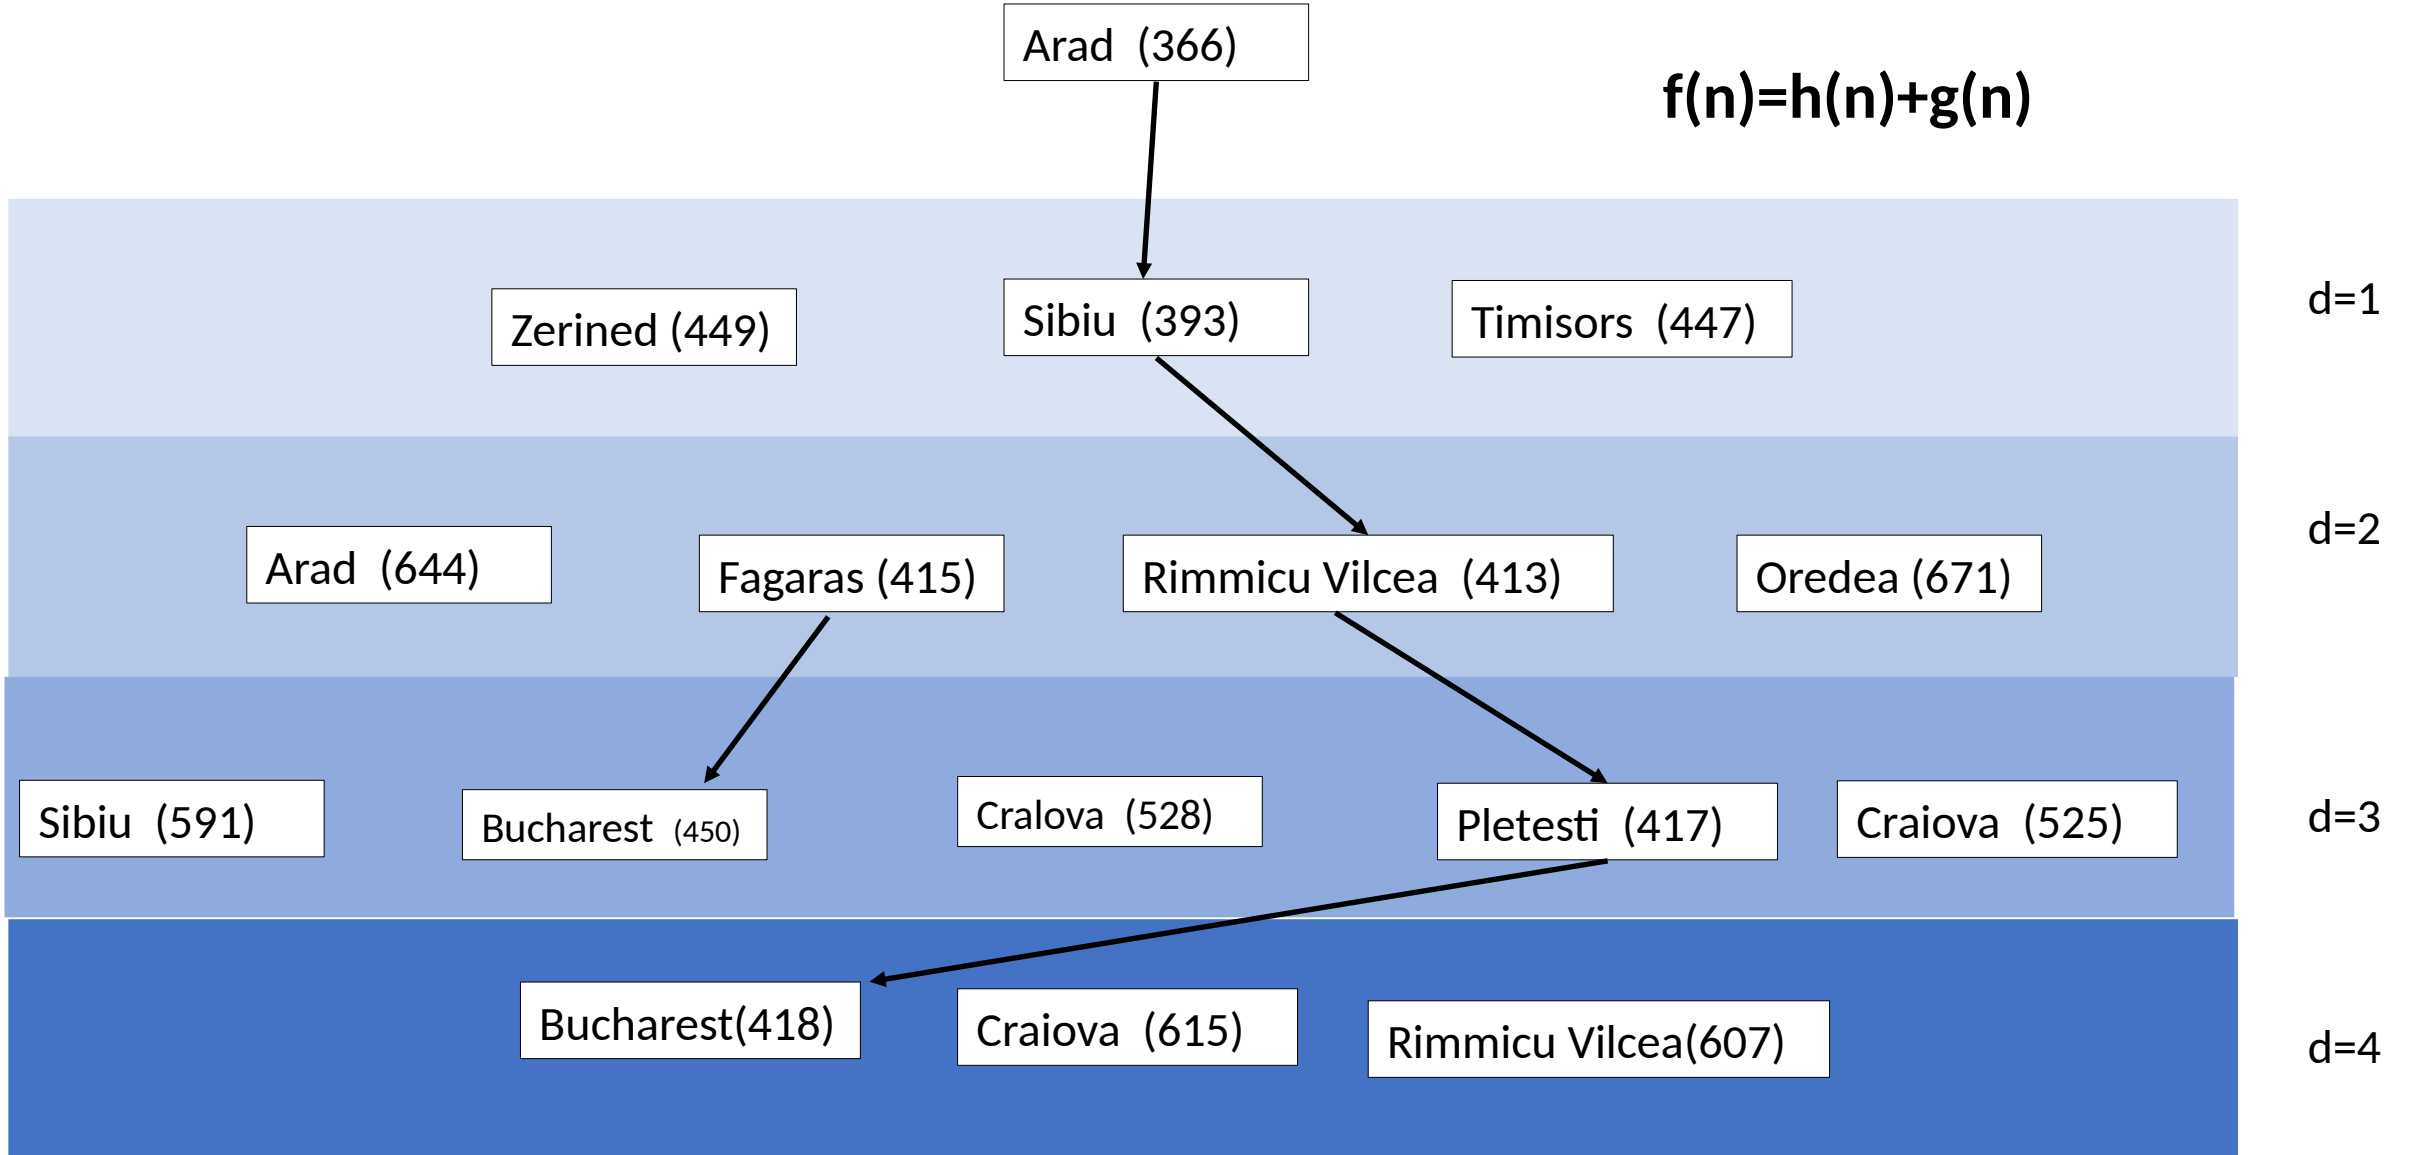 Arad (366)
f(n)=h(n)+g(n)
Zerined (449)
Sibiu (393)
Timisors (447)
d=1
Arad (644)
Fagaras (415)
Rimmicu Vilcea (413)
Oredea (671)
d=2
Sibiu (591)
Bucharest (450)
Cralova (528)
Pletesti (417)
Craiova (525)
d=3
Bucharest(418)
Craiova (615)
Rimmicu Vilcea(607)
d=4